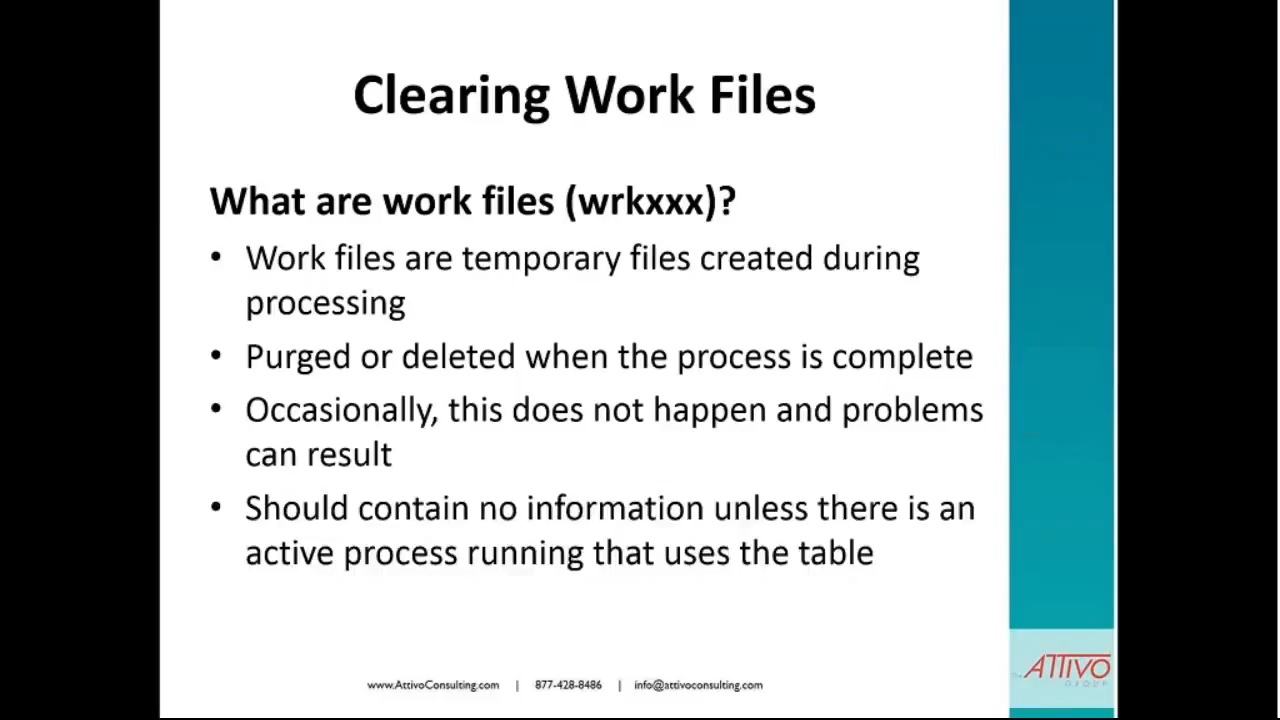 Clearing Work Files
What are work files (wrkxxx)?
• Work files are temporary files created during
processing
• Purged or deleted when the process is complete
• Occasionally, this does not happen and problems
can result
• Should contain no information unless there is an
active process running that uses the table
www.AttivoConsulting.com | 877-428-8486 | info@attivoconsulting.com
ATTIVO
GROUP